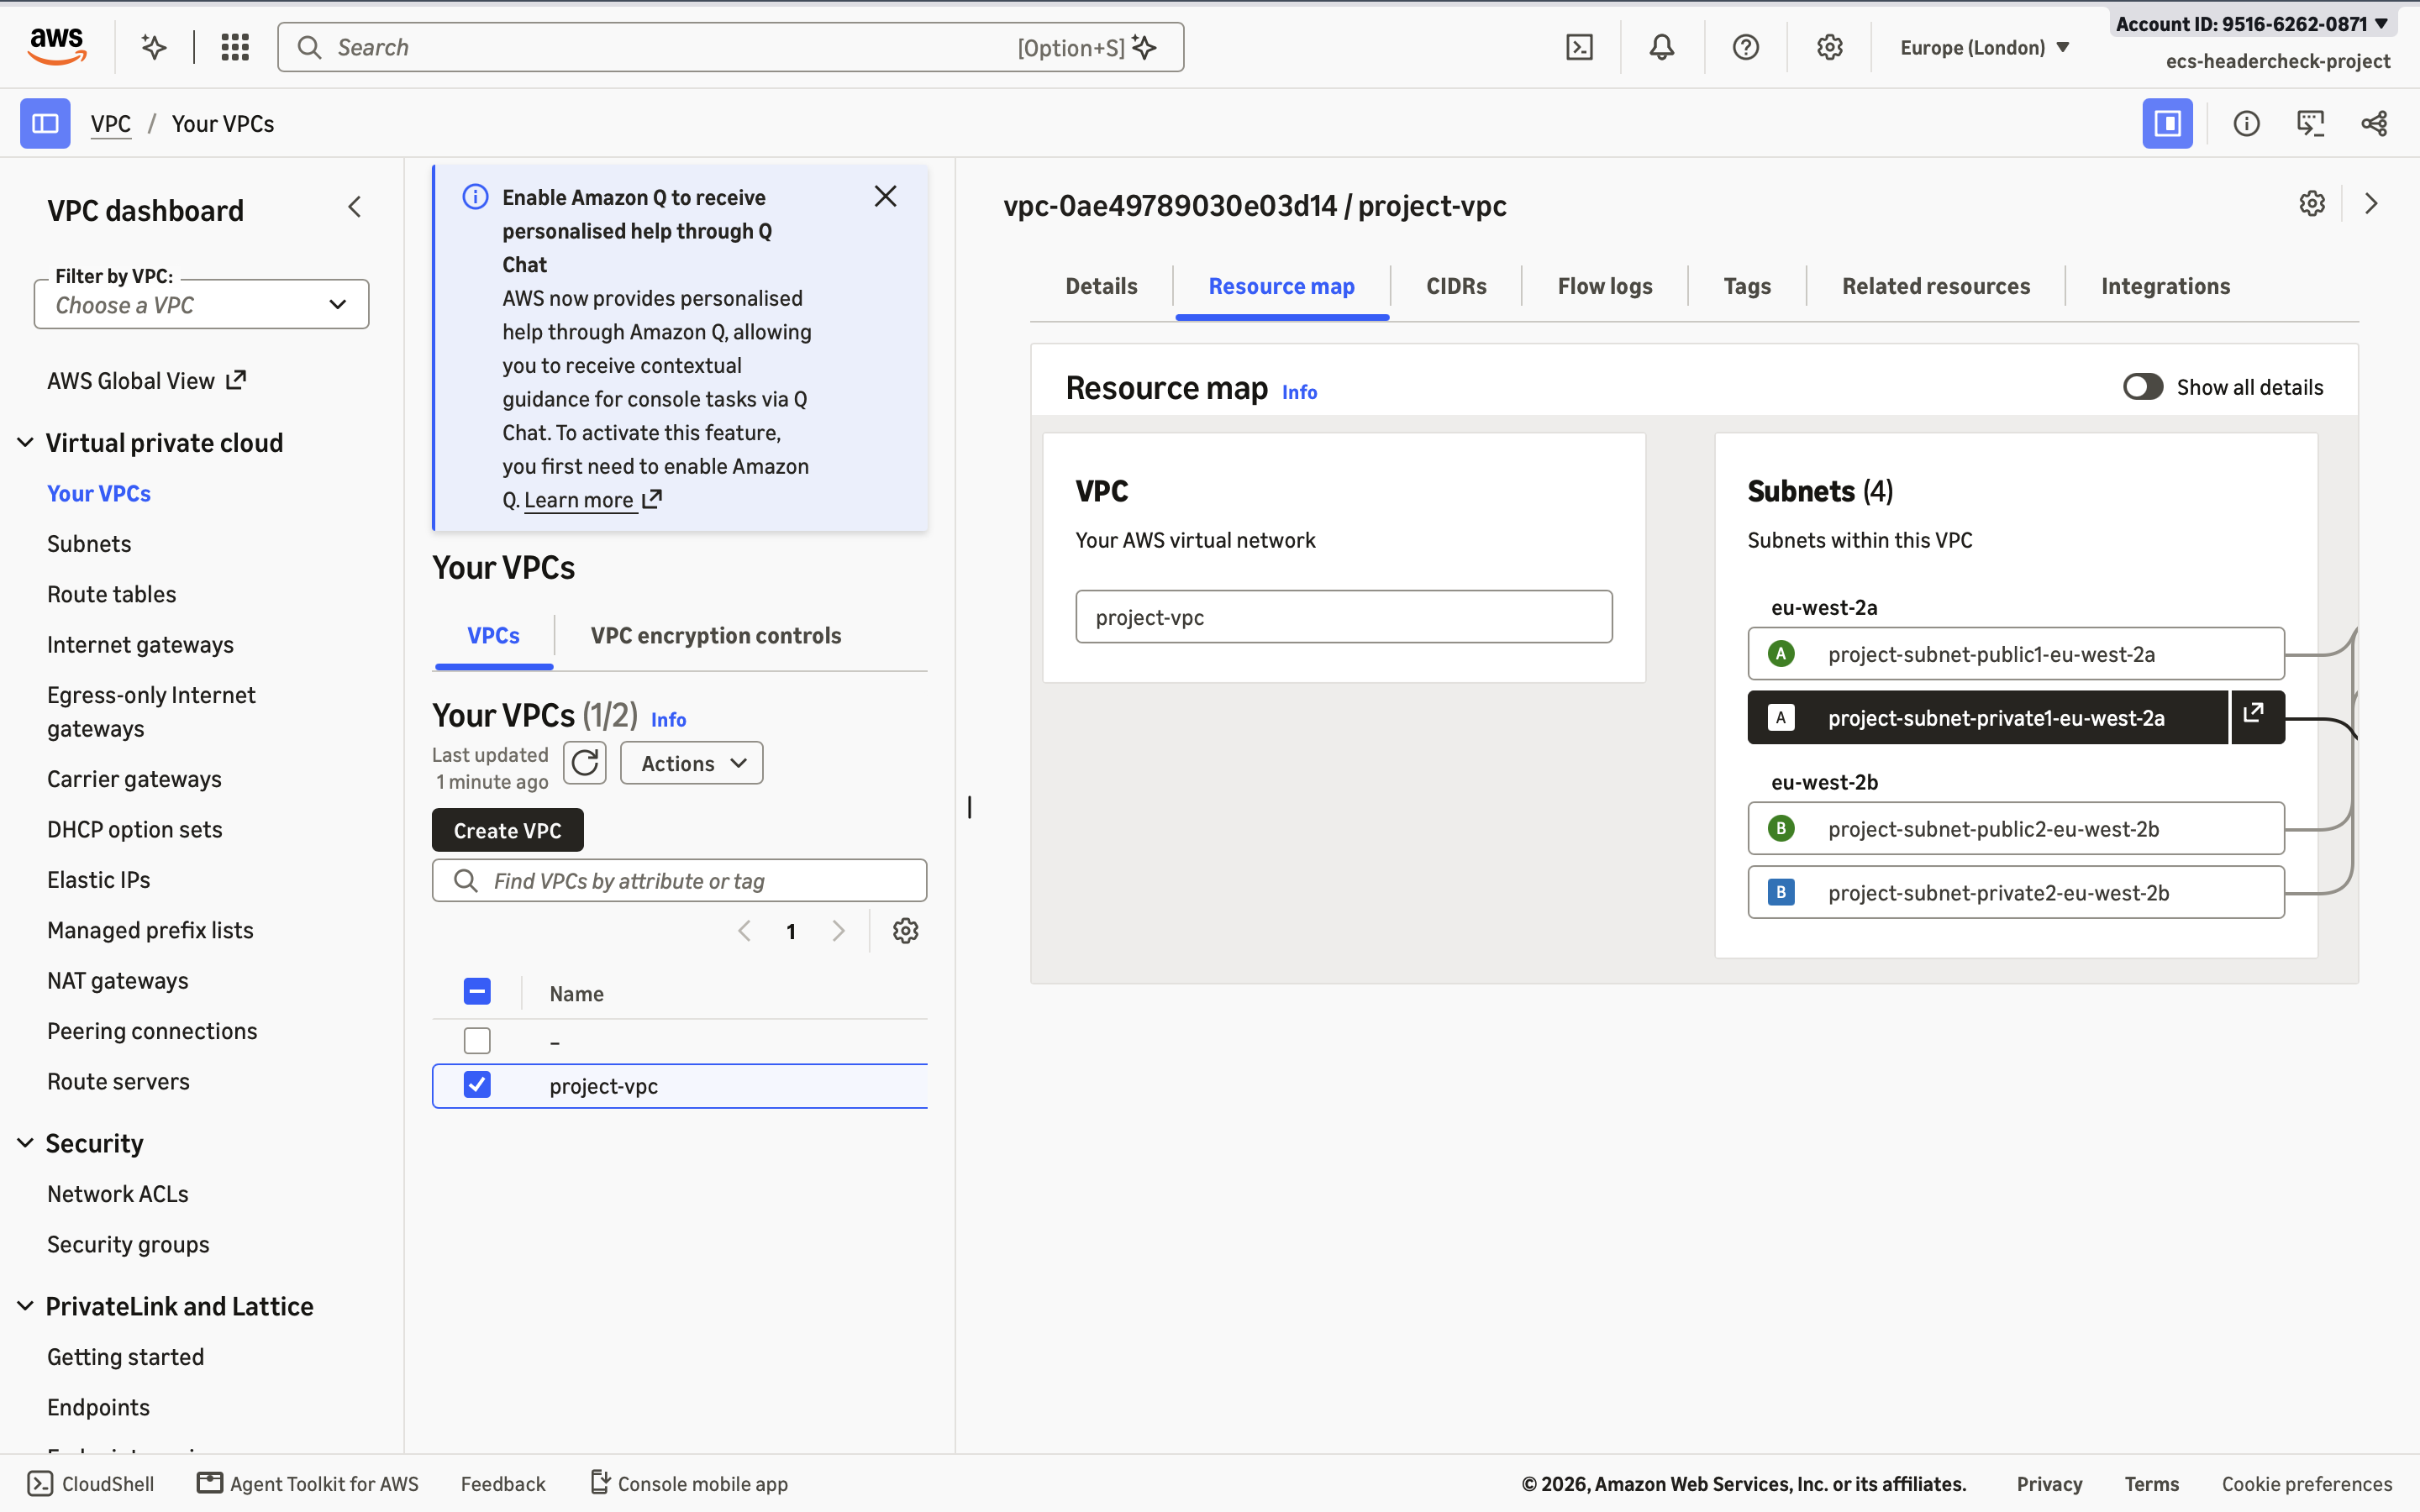 aws
Search
[Option+S]
Europe (London)
Account ID: 9516-6262-0871
ecs-headercheck-project
VPC / Your VPCs
VPC dashboard
Filter by VPC:
Choose a VPC
AWS Global View
Virtual private cloud
Your VPCs
Subnets
Route tables
Internet gateways
Egress-only Internet
gateways
Carrier gateways
DHCP option sets
Elastic IPs
Managed prefix lists
NAT gateways
Peering connections
Route servers
Security
Network ACLs
Security groups
PrivateLink and Lattice
Getting started
Endpoints
Enable Amazon Q to receive
personalised help through Q
Chat
AWS now provides personalised
help through Amazon Q, allowing
you to receive contextual
guidance for console tasks via Q
Chat. To activate this feature,
you first need to enable Amazon
Q. Learn more
Your VPCs
VPCs
VPC encryption controls
Your VPCs (1/2) Info
Last updated
1 minute ago
Actions
Create VPC
Find VPCs by attribute or tag
1
Name
–
project-vpc
vpc-0ae49789030e03d14 / project-vpc
Details
Resource map
CIDRs
Flow logs
Tags
Related resources
Integrations
Resource map Info
Show all details
VPC
Your AWS virtual network
project-vpc
Subnets (4)
Subnets within this VPC
eu-west-2a
A project-subnet-public1-eu-west-2a
A project-subnet-private1-eu-west-2a
eu-west-2b
B project-subnet-public2-eu-west-2b
B project-subnet-private2-eu-west-2b
CloudShell
Agent Toolkit for AWS
Feedback
Console mobile app
© 2026, Amazon Web Services, Inc. or its affiliates.
Privacy
Terms
Cookie preferences